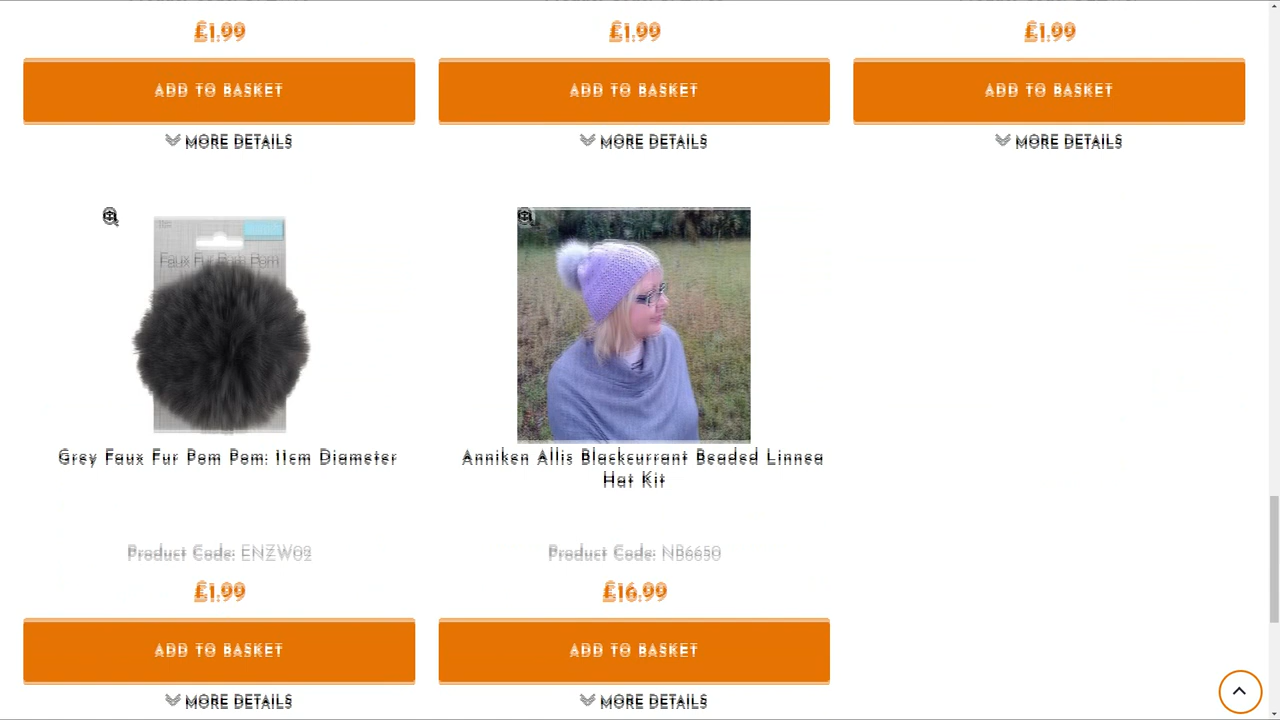 £1.99 £1.99 £1.99
ADD TO BASKET ADD TO BASKET ADD TO BASKET
MORE DETAILS MORE DETAILS MORE DETAILS
Faux Fur Pom Pom
Grey Faux Fur Pom Pom: 11cm Diameter
Anniken Allis Blackcurrant Beaded Linnea
Hat Kit
Product Code: ENZW02 Product Code: NB6650
£1.99 £16.99
ADD TO BASKET ADD TO BASKET
MORE DETAILS MORE DETAILS